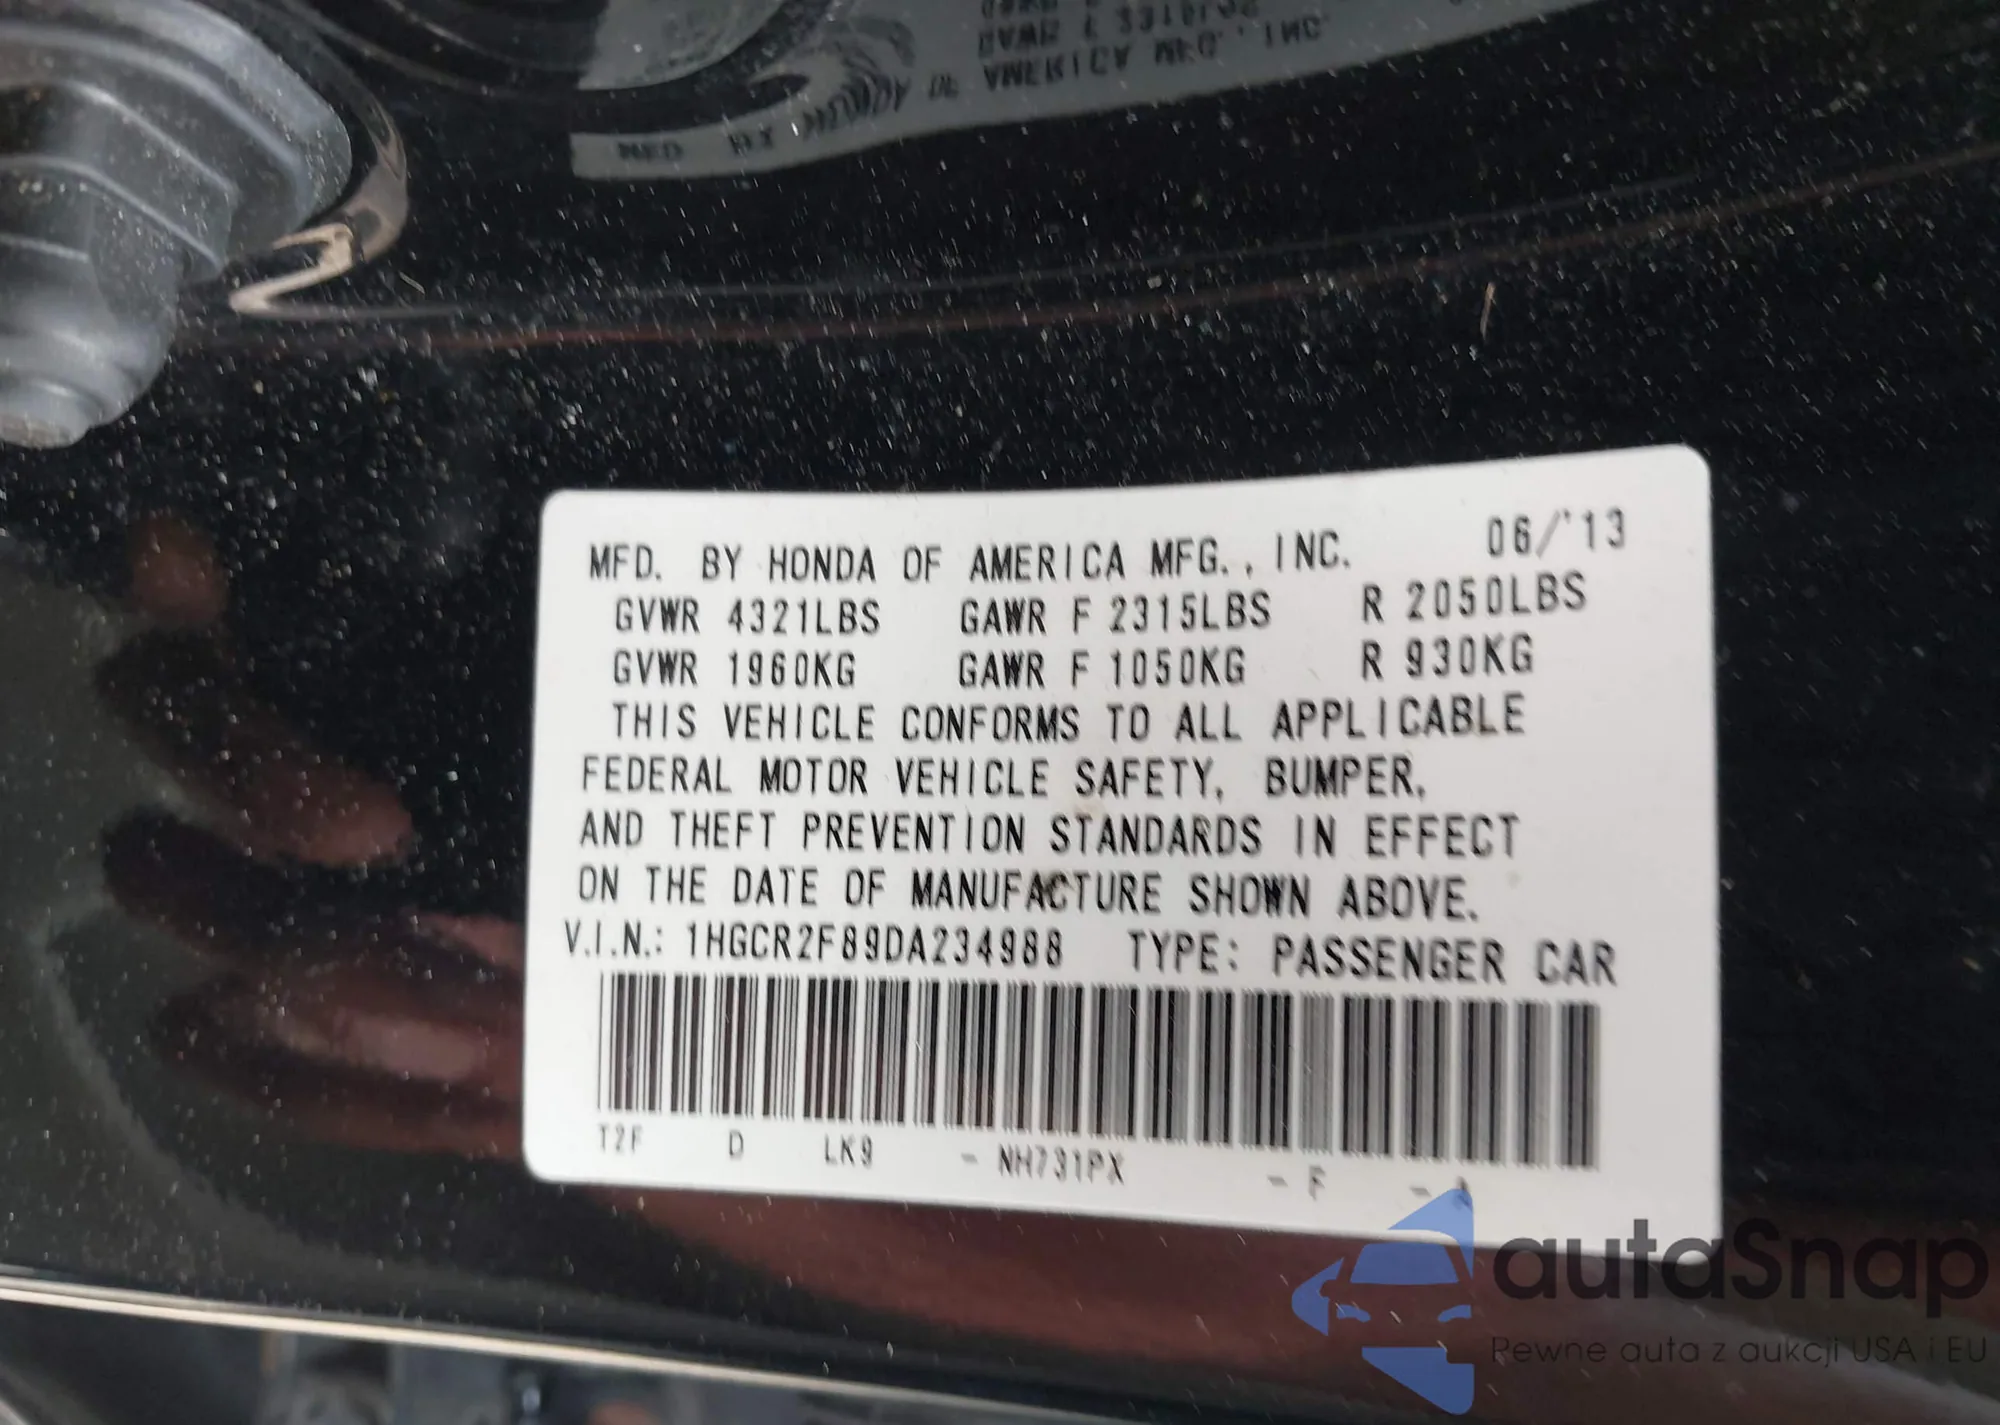 MFD. BY HONDA OF AMERICA MFG., INC. 06/'13
GVWR 4321LBS GAWR F 2315LBS R 2050LBS
GVWR 1960KG GAWR F 1050KG R 930KG
THIS VEHICLE CONFORMS TO ALL APPLICABLE
FEDERAL MOTOR VEHICLE SAFETY, BUMPER,
AND THEFT PREVENTION STANDARDS IN EFFECT
ON THE DATE OF MANUFACTURE SHOWN ABOVE.
V.I.N.: 1HGCR2F89DA234988 TYPE: PASSENGER CAR
T2F D LK9 - NH731PX - F -
autaSnap
Pewne auta z aukcji USA i EU